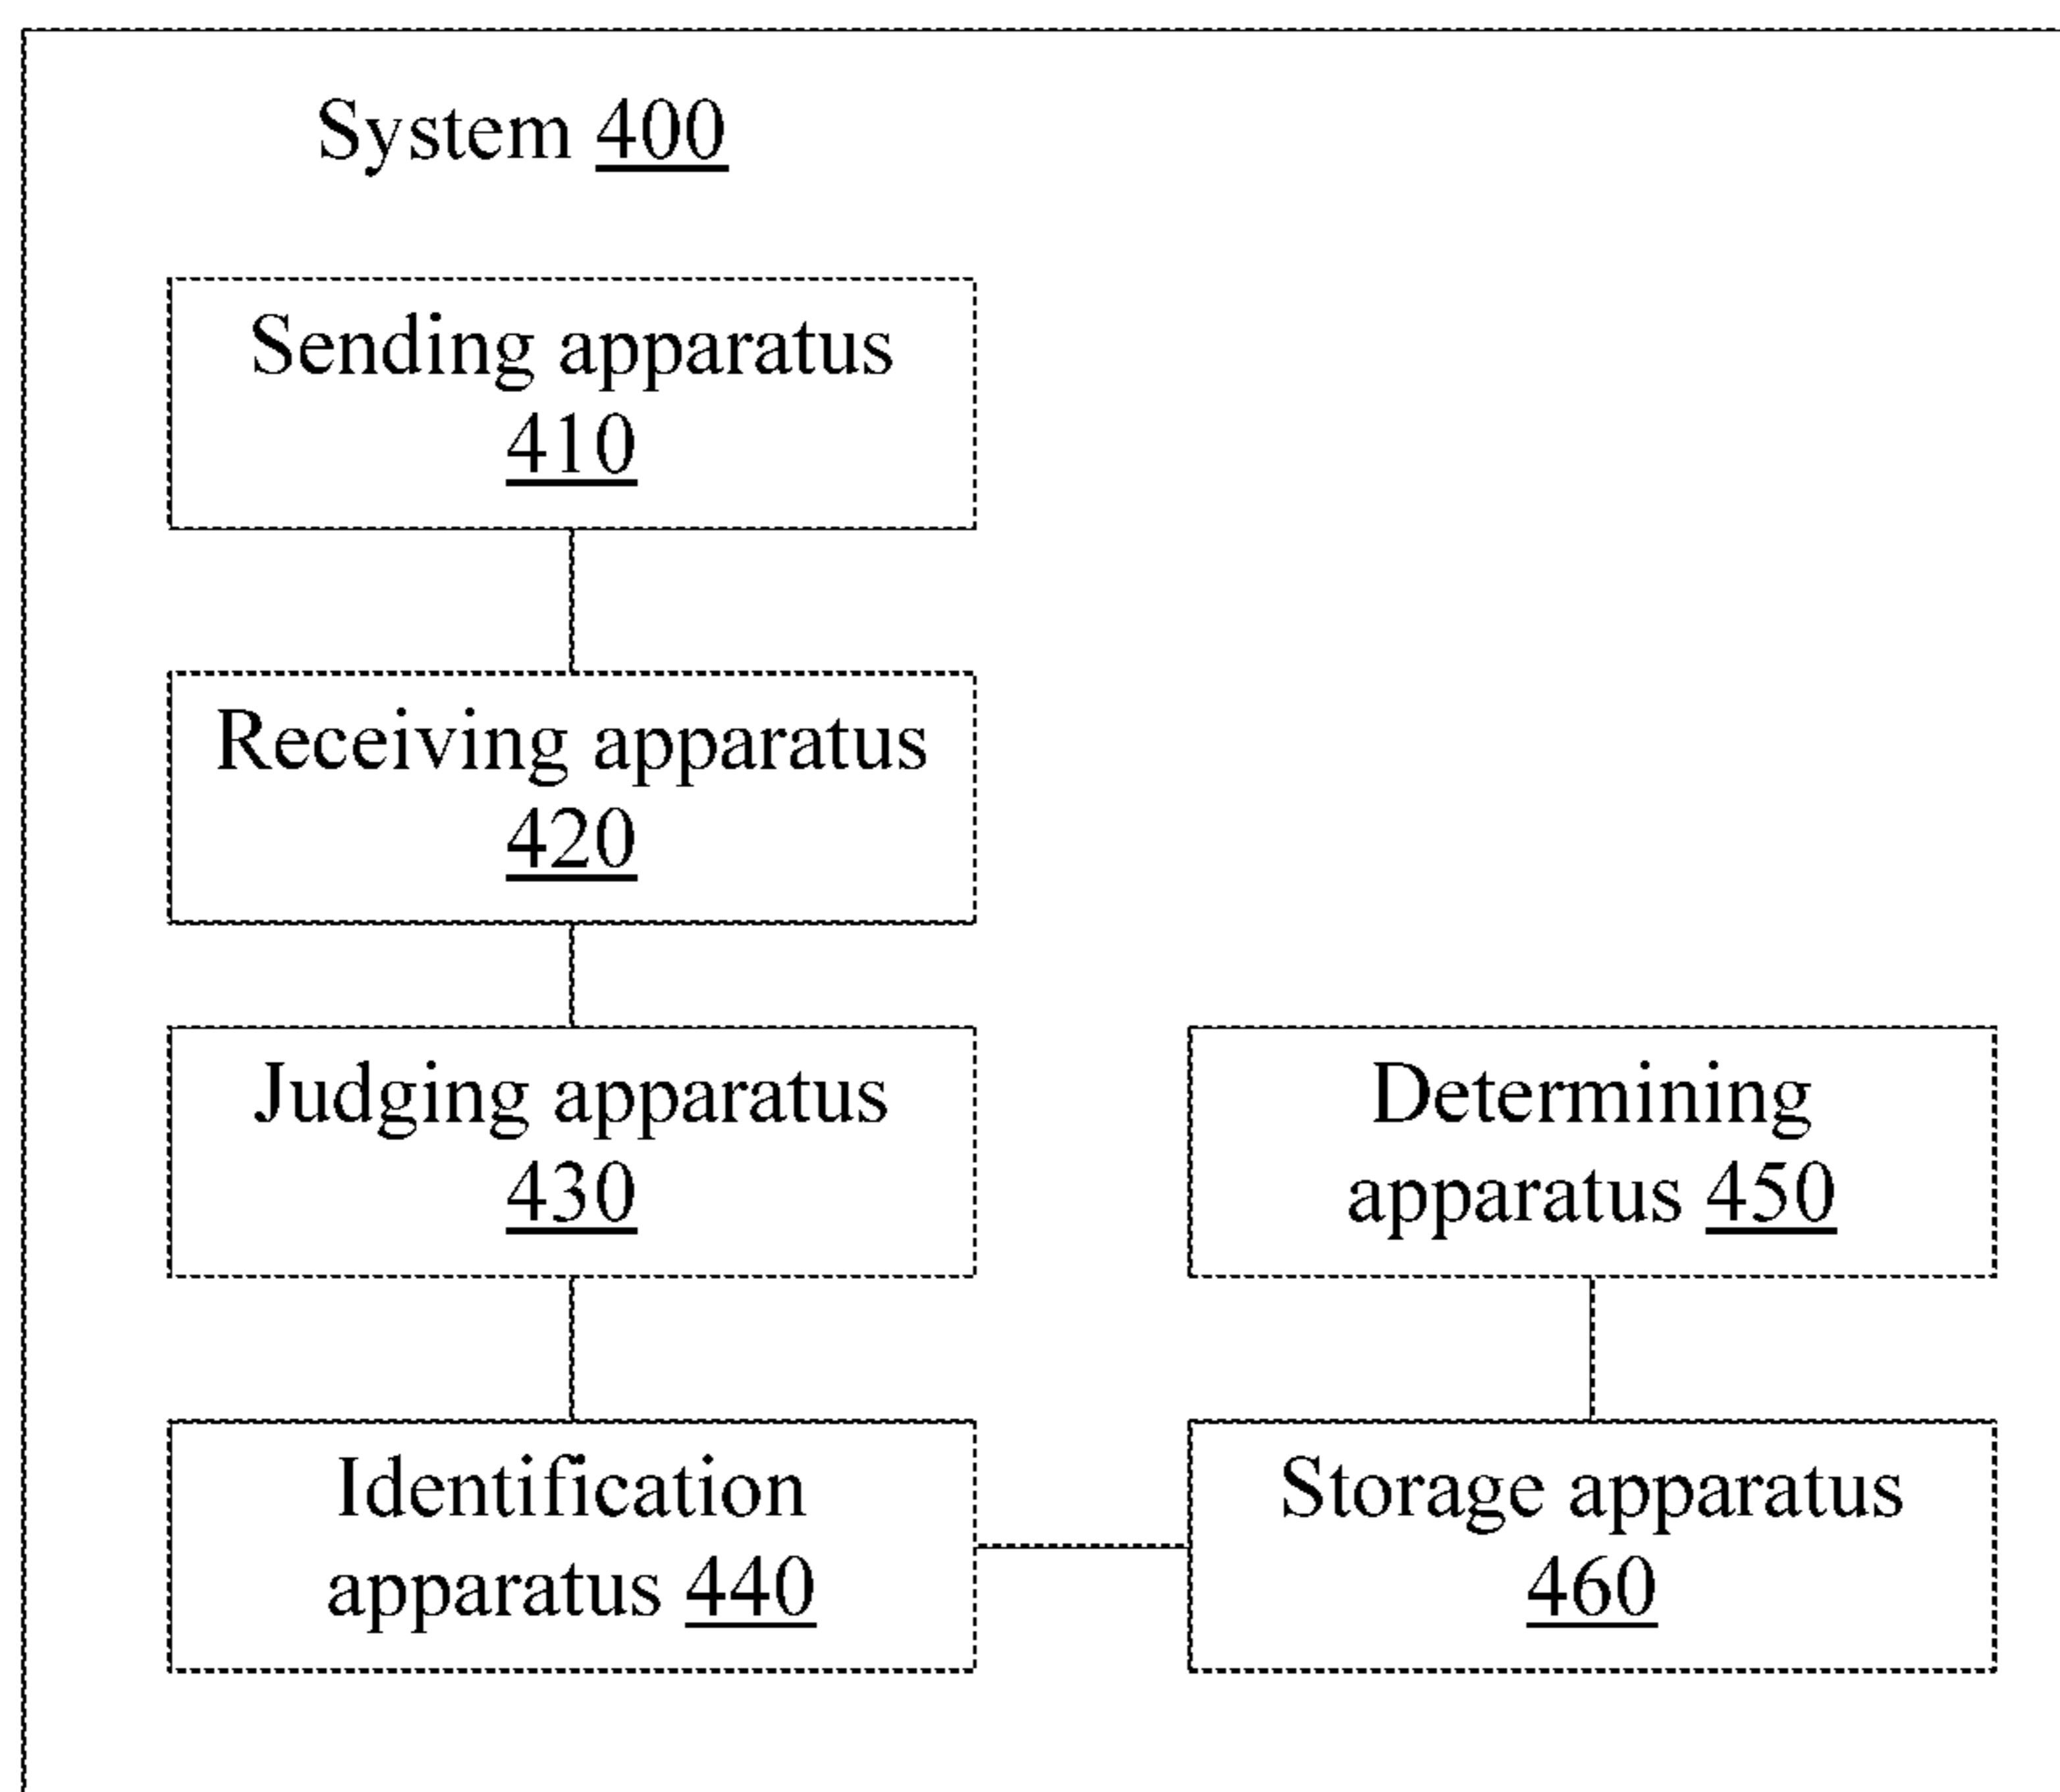 System 400
Sending apparatus
410
Receiving apparatus
420
Judging apparatus
430
Determining
apparatus 450
Identification
apparatus 440
Storage apparatus
460